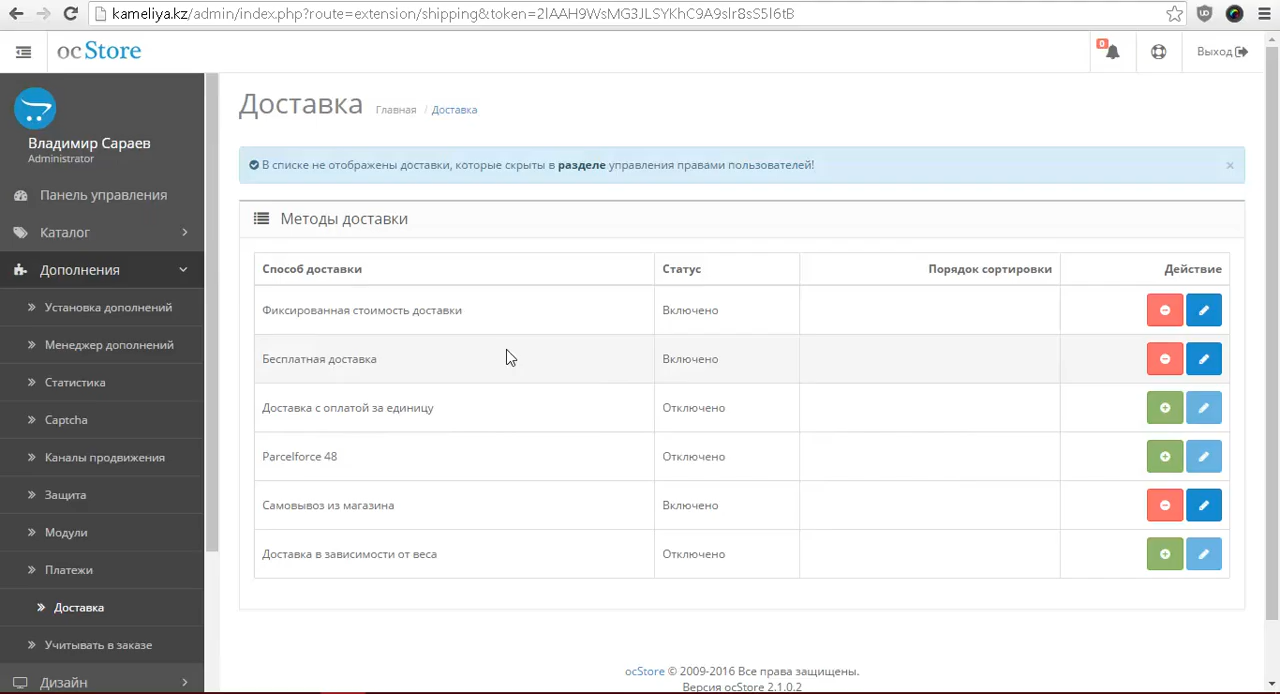 kameliya.kz/admin/index.php?route=extension/shipping&token=2lAAH9WsMG3JLSYKhC9A9slr8sS5l6tB
ocStore
0
Выход
Владимир Сараев
Administrator
Панель управления
Каталог
Дополнения
Установка дополнений
Менеджер дополнений
Статистика
Captcha
Каналы продвижения
Защита
Модули
Платежи
Доставка
Учитывать в заказе
Дизайн
Доставка Главная / Доставка
В списке не отображены доставки, которые скрыты в разделе управления правами пользователей! ×
Методы доставки
Способ доставки Статус Порядок сортировки Действие
Фиксированная стоимость доставки Включено
Бесплатная доставка Включено
Доставка с оплатой за единицу Отключено
Parcelforce 48 Отключено
Самовывоз из магазина Включено
Доставка в зависимости от веса Отключено
ocStore © 2009-2016 Все права защищены.
Версия ocStore 2.1.0.2